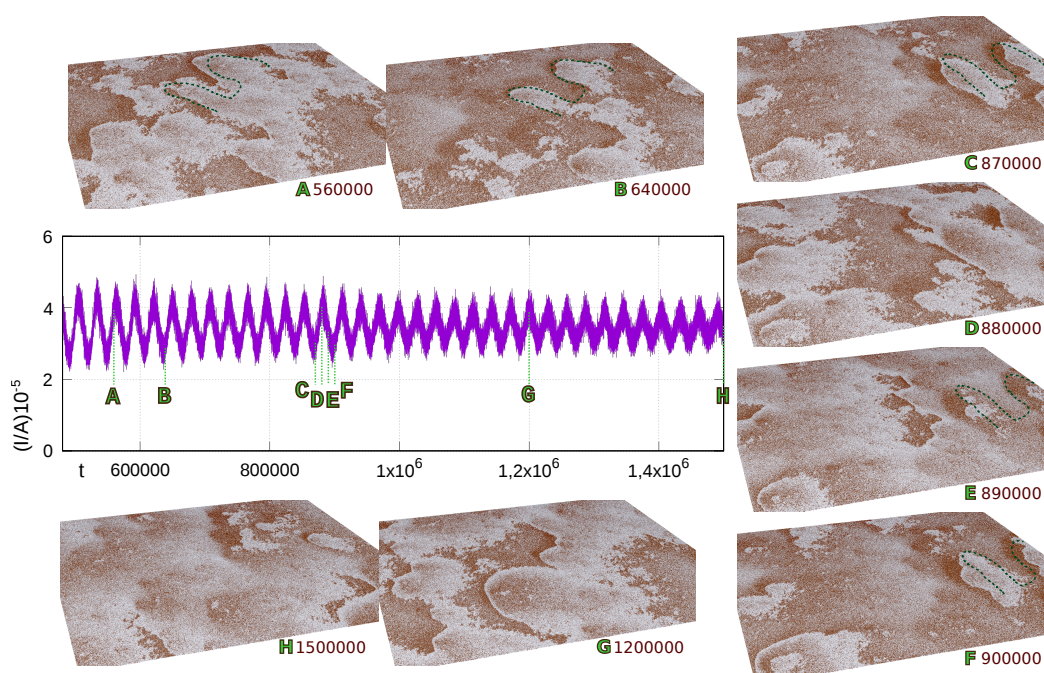 A 560000
B 640000
C 870000
D 880000
E 890000
F 900000
G 1200000
H 1500000
(I/A)10⁻⁵
6
4
2
0
A
B
C
D
E
F
G
H
t
600000
800000
1x10⁶
1,2x10⁶
1,4x10⁶